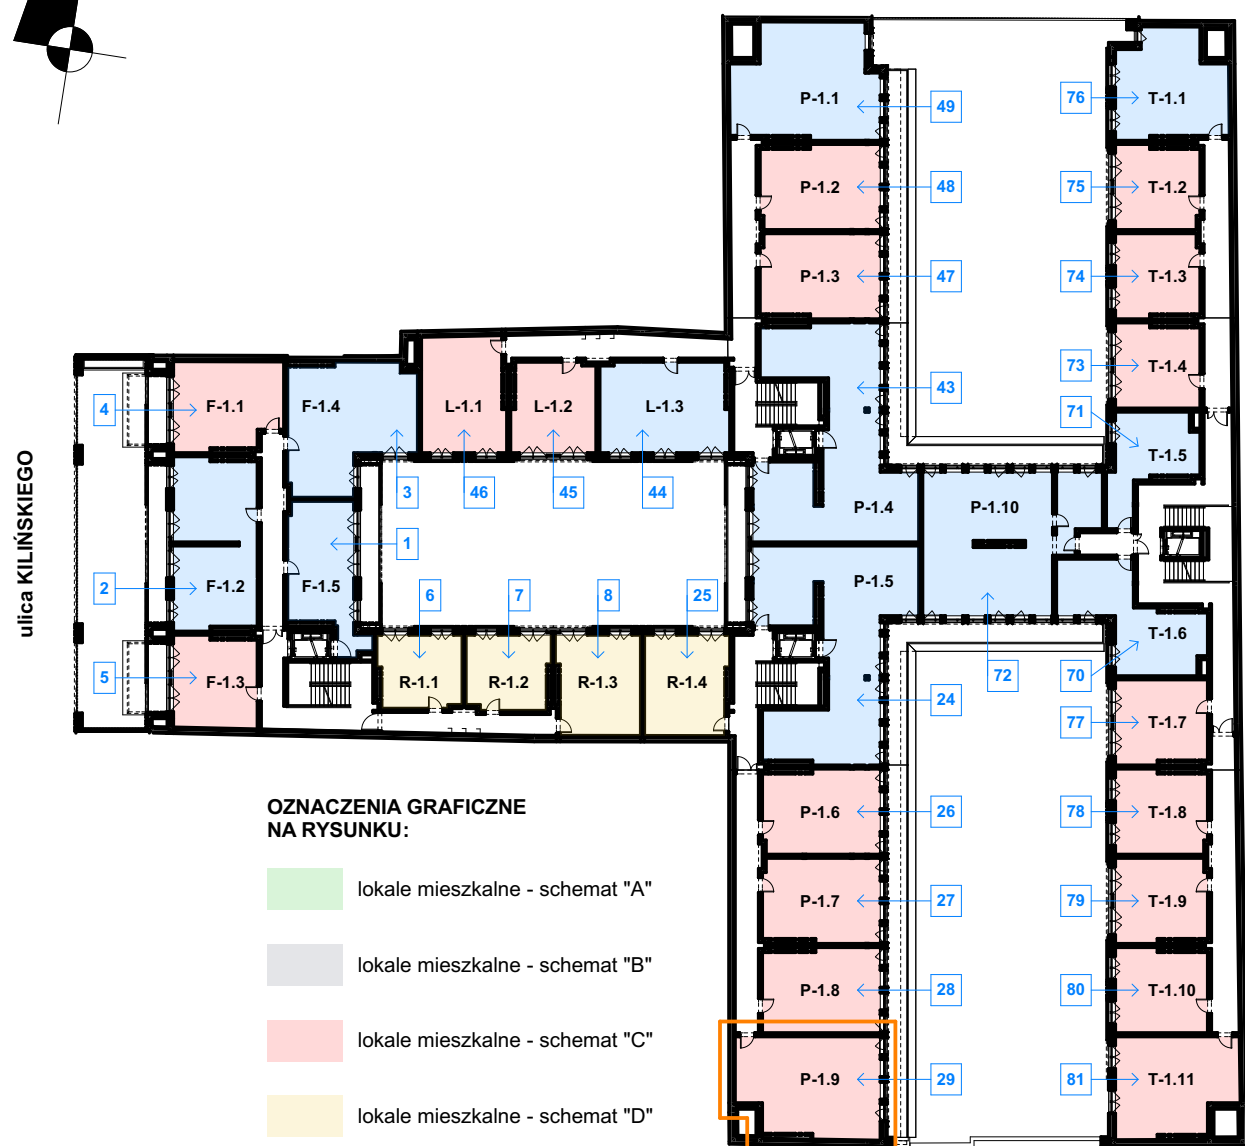 P-1.1
49
76
T-1.1
P-1.2
48
75
T-1.2
P-1.3
47
74
T-1.3
43
73
T-1.4
71
T-1.5
4
F-1.1
F-1.4
L-1.1
L-1.2
L-1.3
3
46
45
44
P-1.4
P-1.10
ulica KILIŃSKIEGO
1
2
F-1.2
F-1.5
6
7
8
25
P-1.5
T-1.6
5
F-1.3
R-1.1
R-1.2
R-1.3
R-1.4
24
72
70
77
T-1.7
OZNACZENIA GRAFICZNE
NA RYSUNKU:
P-1.6
26
78
T-1.8
lokale mieszkalne - schemat "A"
P-1.7
27
79
T-1.9
lokale mieszkalne - schemat "B"
P-1.8
28
80
T-1.10
lokale mieszkalne - schemat "C"
P-1.9
29
81
T-1.11
lokale mieszkalne - schemat "D"